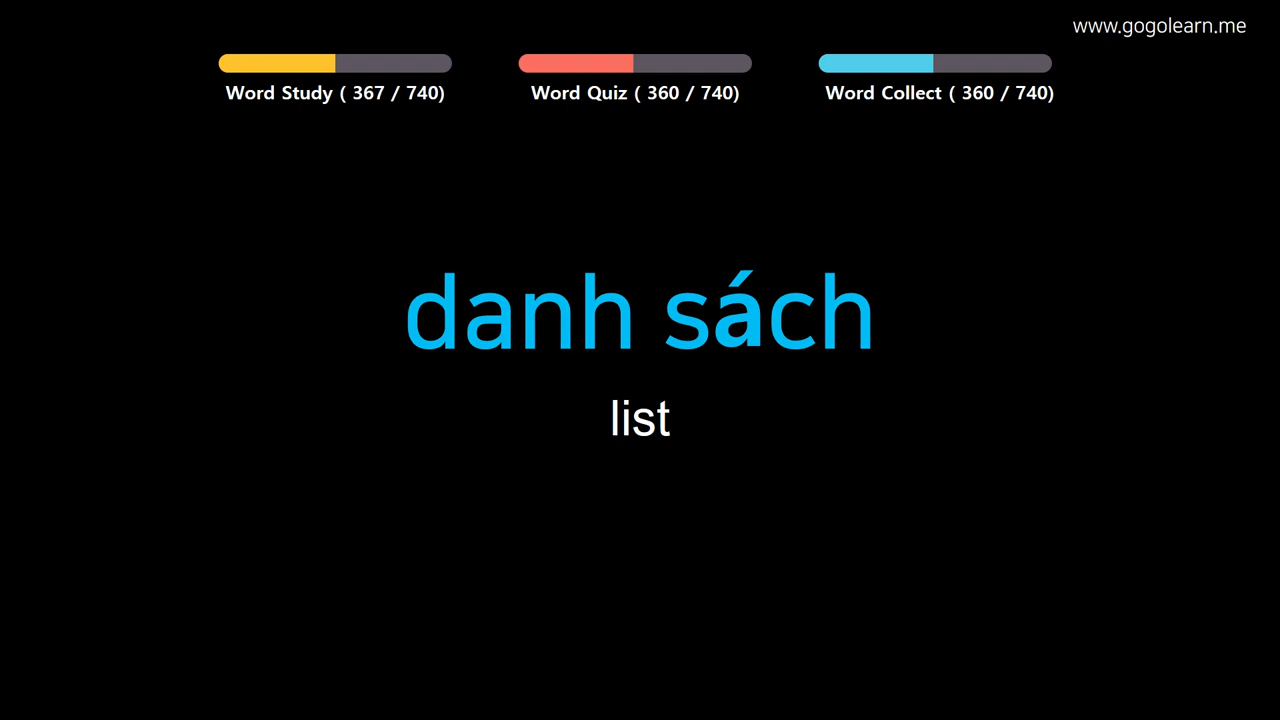 www.gogolearn.me
Word Study ( 367 / 740)
Word Quiz ( 360 / 740)
Word Collect ( 360 / 740)
danh sách
list